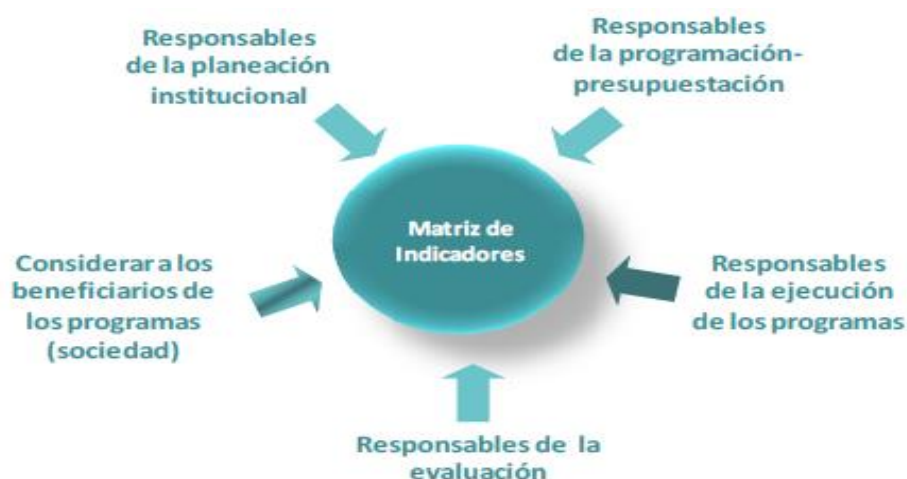 Responsables
de la planeación
institucional
Responsables
de la programación-
presupuestación
Matriz de
Indicadores
Considerar a los
beneficiarios de
los programas
(sociedad)
Responsables
de la ejecución
de los programas
Responsables de la
evaluación